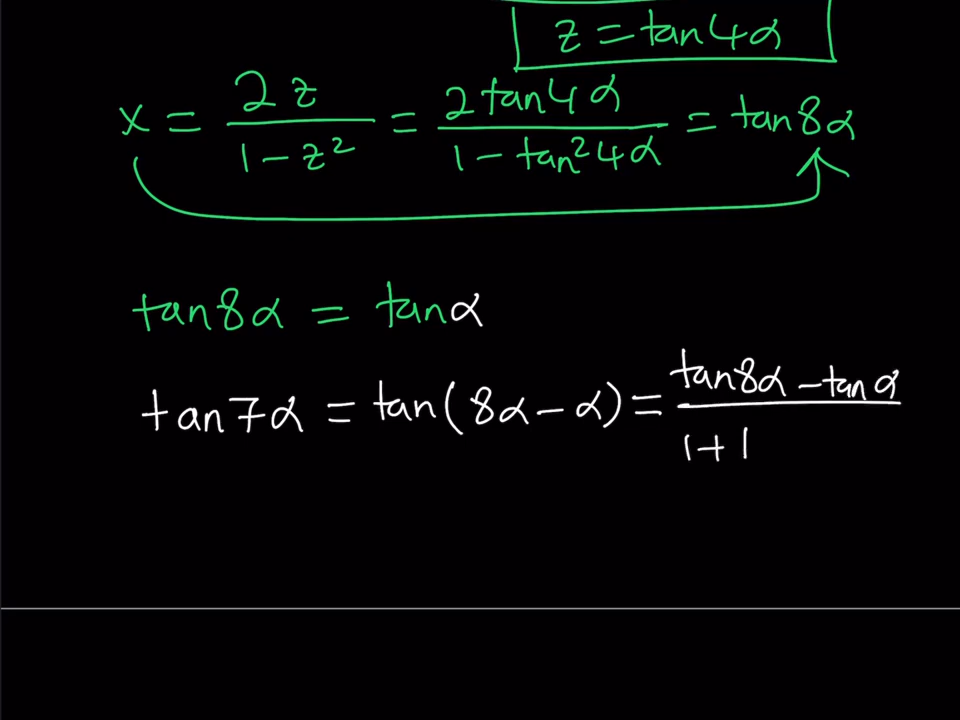 z = tan4α
x = 2z / 1 - z² = 2tan4α / 1 - tan²4α = tan8α
tan8α = tanα
tan7α = tan(8α - α) = tan8α - tanα / 1 + 1